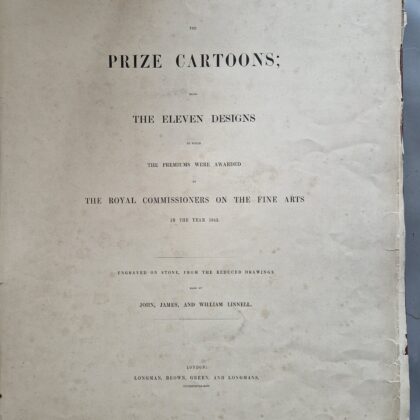 THE
PRIZE CARTOONS;
BEING
THE ELEVEN DESIGNS
TO WHICH
THE PREMIUMS WERE AWARDED
BY
THE ROYAL COMMISSIONERS ON THE FINE ARTS
IN THE YEAR 1843.
ENGRAVED ON STONE, FROM THE REDUCED DRAWINGS
MADE BY
JOHN, JAMES, AND WILLIAM LINNELL.
LONDON:
LONGMAN, BROWN, GREEN, AND LONGMANS,